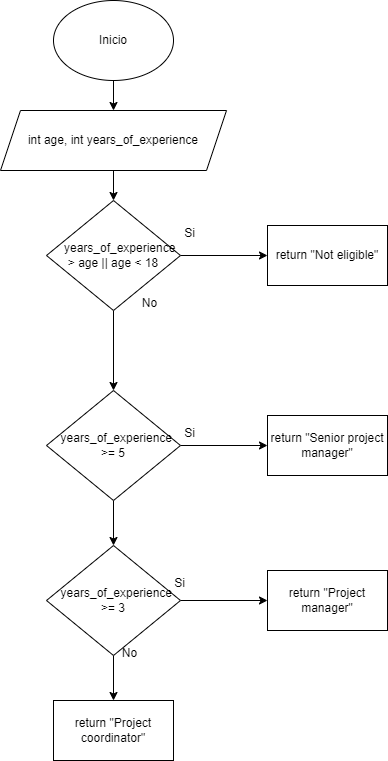 Inicio
int age, int years_of_experience
Si
years_of_experience
> age || age < 18
return "Not eligible"
No
Si
years_of_experience
>= 5
return "Senior project
manager"
Si
years_of_experience
>= 3
return "Project
manager"
No
return "Project
coordinator"